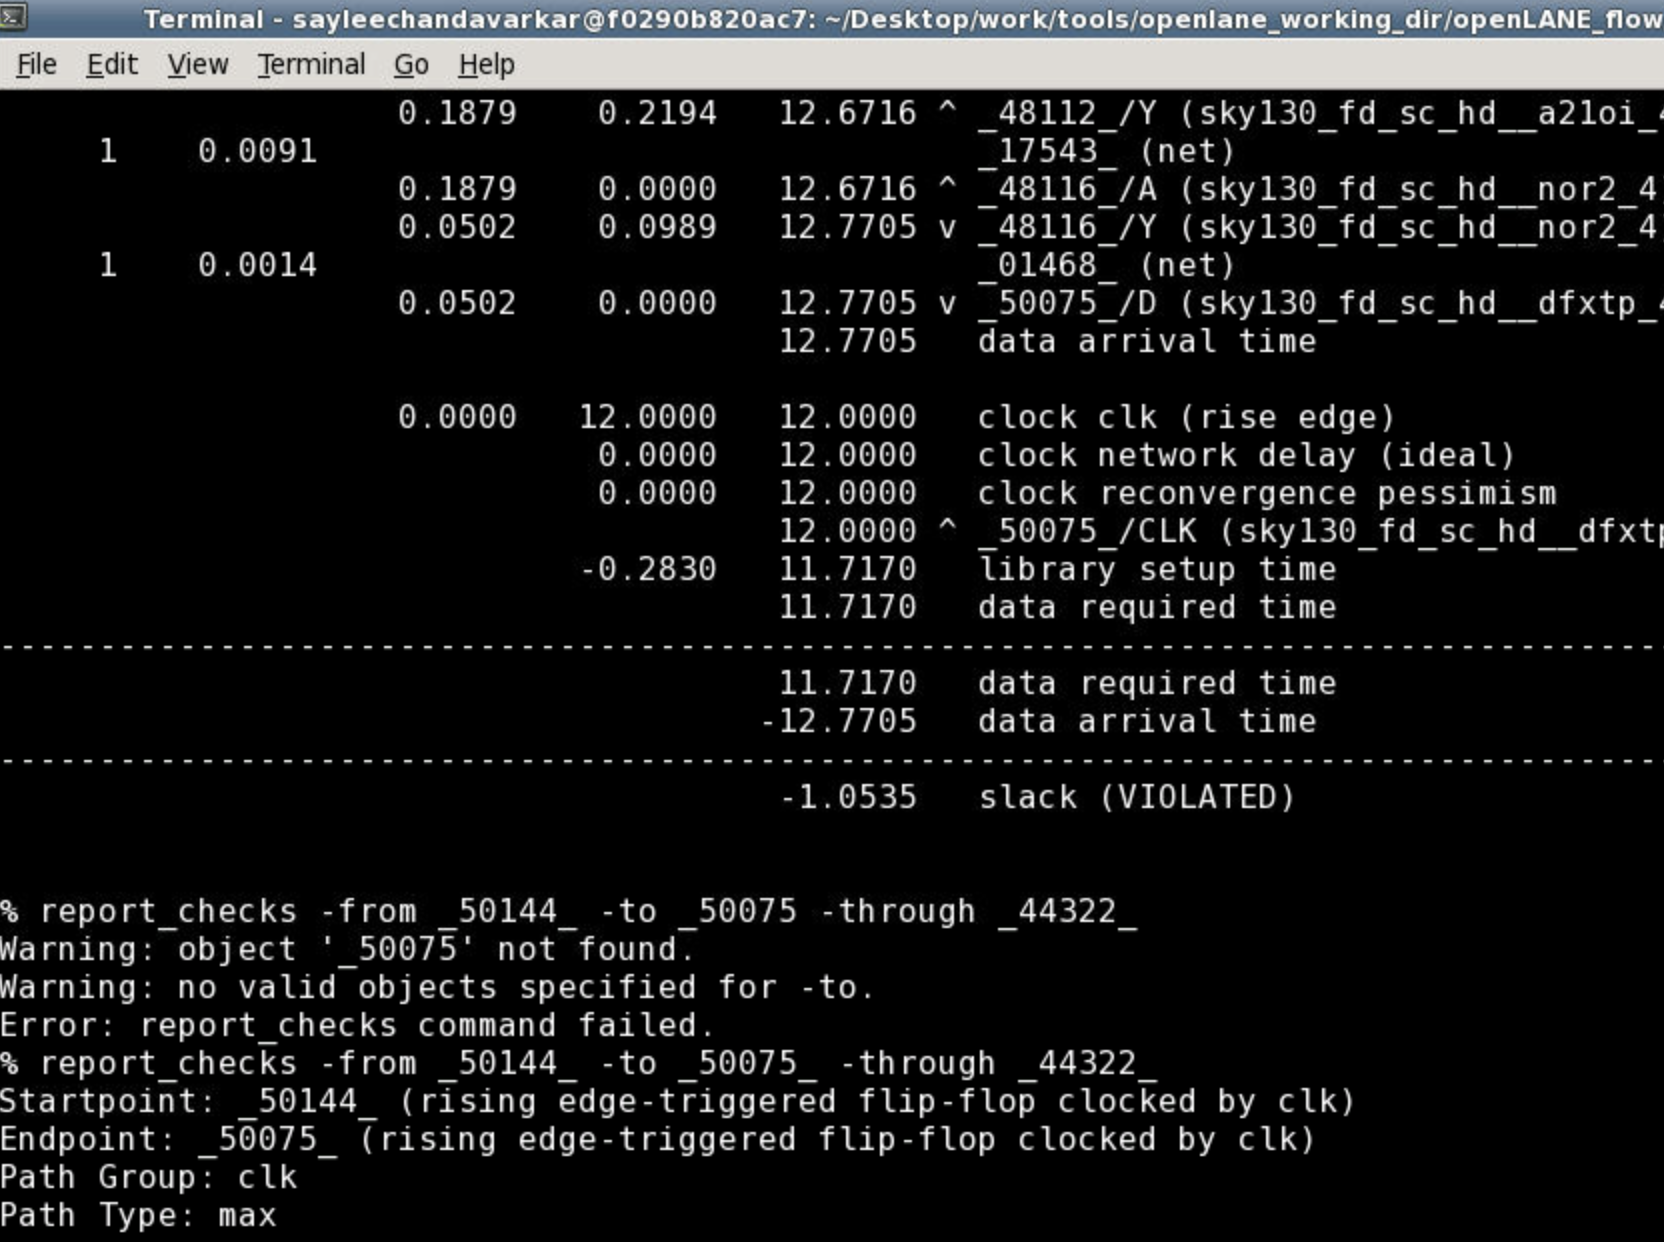 Terminal - sayleechandavarkar@f0290b820ac7: ~/Desktop/work/tools/openlane_working_dir/openLANE_flow
File Edit View Terminal Go Help
0.1879 0.2194 12.6716 ^ _48112_/Y (sky130_fd_sc_hd__a21oi_4
1 0.0091 _17543_ (net)
0.1879 0.0000 12.6716 ^ _48116_/A (sky130_fd_sc_hd__nor2_4
0.0502 0.0989 12.7705 v _48116_/Y (sky130_fd_sc_hd__nor2_4
1 0.0014 _01468_ (net)
0.0502 0.0000 12.7705 v _50075_/D (sky130_fd_sc_hd__dfxtp_4
12.7705 data arrival time
0.0000 12.0000 12.0000 clock clk (rise edge)
0.0000 12.0000 clock network delay (ideal)
0.0000 12.0000 clock reconvergence pessimism
12.0000 ^ _50075_/CLK (sky130_fd_sc_hd__dfxtp
-0.2830 11.7170 library setup time
11.7170 data required time
-----------------------------------------------------------------------------------
11.7170 data required time
-12.7705 data arrival time
-----------------------------------------------------------------------------------
-1.0535 slack (VIOLATED)
% report_checks -from _50144_ -to _50075 -through _44322_
Warning: object '_50075' not found.
Warning: no valid objects specified for -to.
Error: report_checks command failed.
% report_checks -from _50144_ -to _50075_ -through _44322_
Startpoint: _50144_ (rising edge-triggered flip-flop clocked by clk)
Endpoint: _50075_ (rising edge-triggered flip-flop clocked by clk)
Path Group: clk
Path Type: max